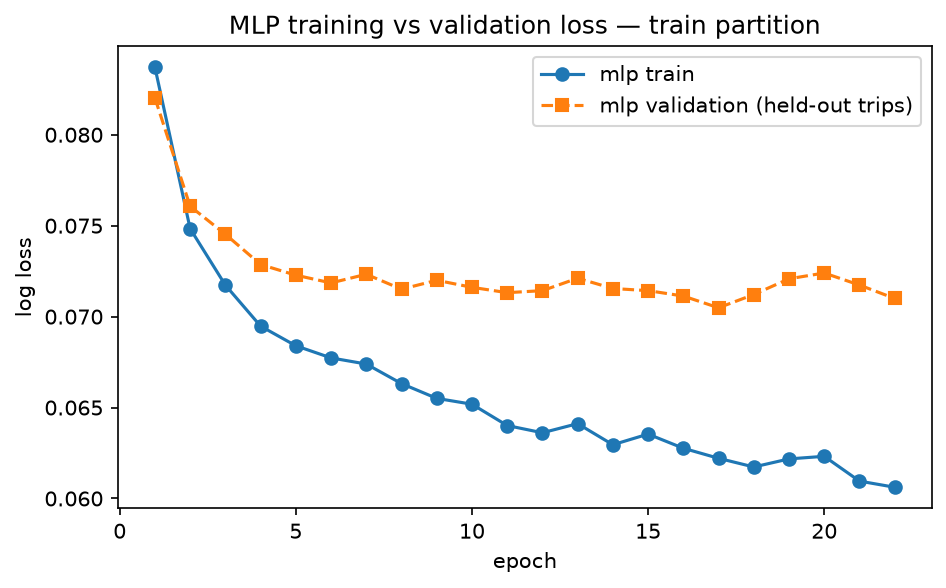 MLP training vs validation loss — train partition
mlp train
mlp validation (held-out trips)
log loss
0.080
0.075
0.070
0.065
0.060
0 5 10 15 20
epoch